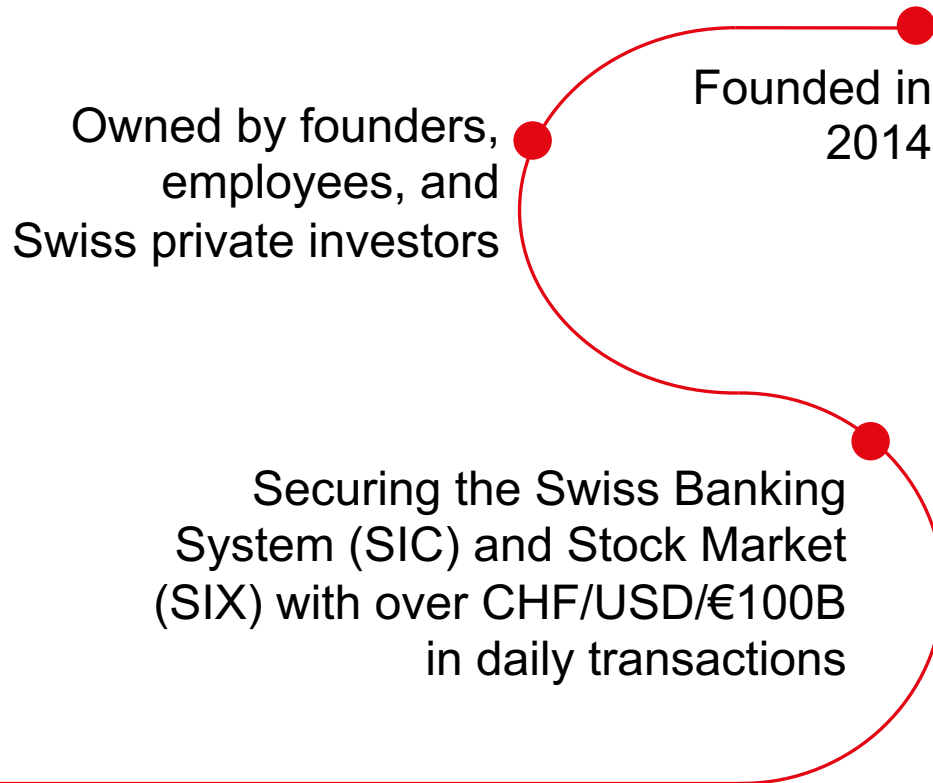 Founded in
2014
Owned by founders,
employees, and
Swiss private investors
Securing the Swiss Banking
System (SIC) and Stock Market
(SIX) with over CHF/USD/€100B
in daily transactions